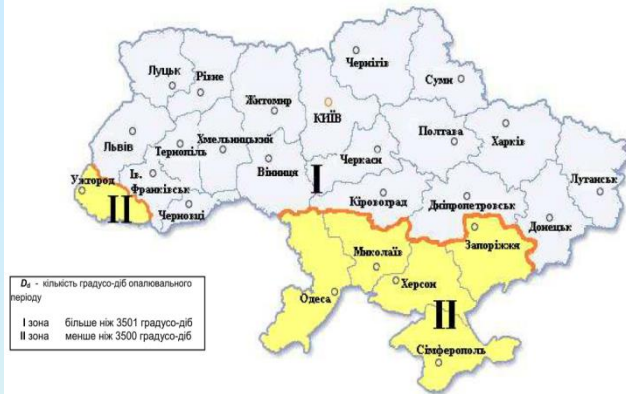 Чернігів
Луцьк
Рівне
Суми
Житомир
КИЇВ
Львів
Тернопіль
Хмельницький
Полтава
Харків
Черкаси
Вінниця
I
Ів.
Франківськ
Ужгород
II
Черновці
Кіровоград
Дніпропетровськ
Луганськ
Донецьк
Запоріжжя
Миколаїв
Херсон
Одеса
II
Сімферополь
Dd - кількість градусо-діб опалювального
періоду
I зона більше ніж 3501 градусо-діб
II зона менше ніж 3500 градусо-діб